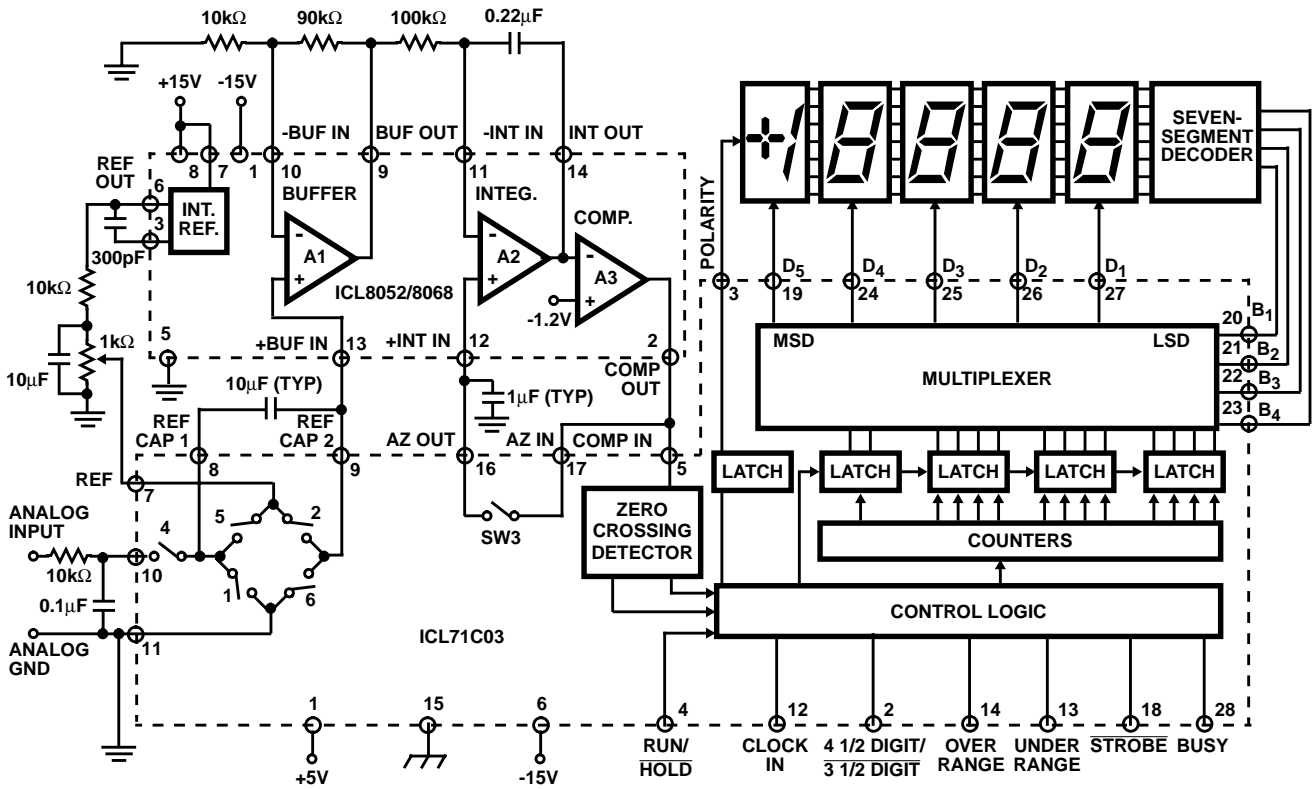 10kΩ 90kΩ 100kΩ 0.22μF
+15V -15V
-BUF IN BUF OUT -INT IN INT OUT
8 7 1 10 9 11 14
REF
OUT
6
3
INT.
REF.
300pF
BUFFER
A1
INTEG.
A2
COMP.
A3
-1.2V
ICL8052/8068
10kΩ
1kΩ
10μF
5
+BUF IN 13 +INT IN 12 2
COMP
OUT
10μF (TYP)
1μF (TYP)
REF
CAP 1
REF
CAP 2
AZ OUT AZ IN COMP IN
8 9 16 17 5
REF
7
ANALOG
INPUT
4
5 2
1 6
10kΩ
10
0.1μF
11
ANALOG
GND
SW3
ZERO
CROSSING
DETECTOR
ICL71C03
+1 8 8 8 8
SEVEN-
SEGMENT
DECODER
POLARITY
3
D5 D4 D3 D2 D1
19 24 25 26 27
MSD LSD
MULTIPLEXER
20 B1
21 B2
22 B3
23 B4
LATCH LATCH LATCH LATCH LATCH
COUNTERS
CONTROL LOGIC
1 15 6 4 12 2 14 13 18 28
+5V
-15V
RUN/
HOLD
CLOCK
IN
4 1/2 DIGIT/
3 1/2 DIGIT
OVER
RANGE
UNDER
RANGE
STROBE
BUSY